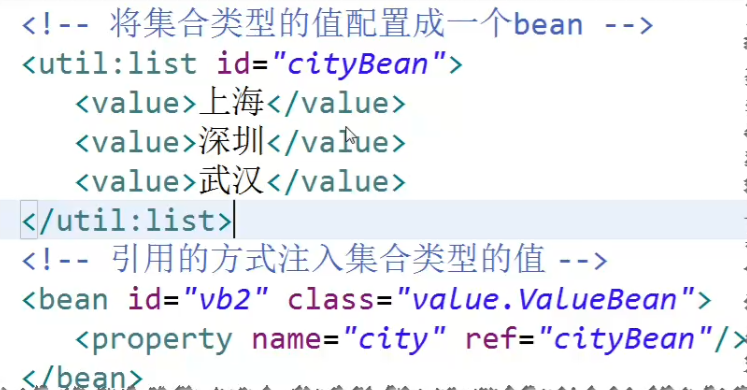 <!-- 将集合类型的值配置成一个bean -->
<util:list id="cityBean">
<value>上海</value>
<value>深圳</value>
<value>武汉</value>
</util:list>
<!-- 引用的方式注入集合类型的值 -->
<bean id="vb2" class="value.ValueBean">
<property name="city" ref="cityBean"/>
</bean>